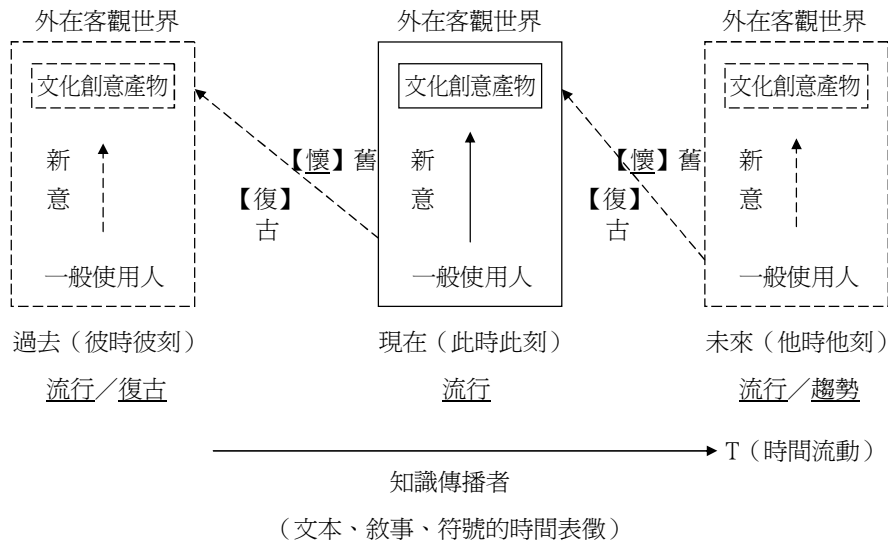 外在客觀世界 外在客觀世界 外在客觀世界
文化創意產物 文化創意產物 文化創意產物
【懷】舊 【懷】舊
新 新 新
意 意 意
【復】 【復】
古 古
一般使用人 一般使用人 一般使用人
過去（彼時彼刻） 現在（此時此刻） 未來（他時他刻）
流行／復古 流行 流行／趨勢
T（時間流動）
知識傳播者
（文本、敘事、符號的時間表徵）